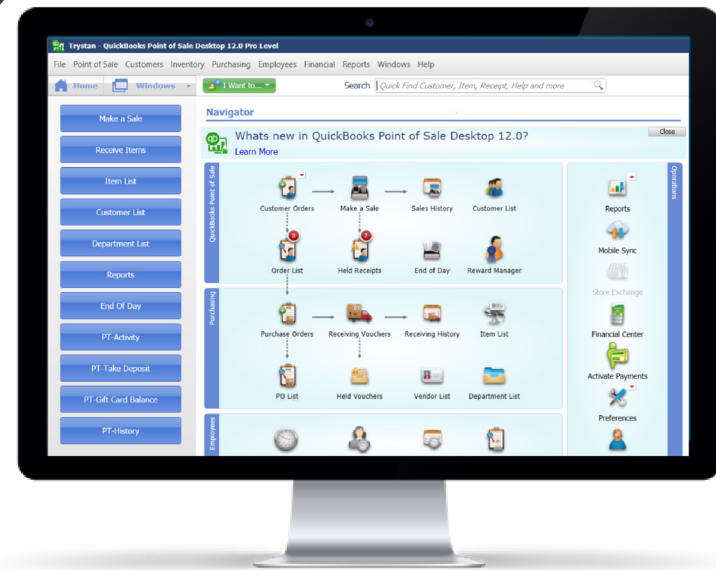 Trystan - QuickBooks Point of Sale Desktop 12.0 Pro Level
File Point of Sale Customers Inventory Purchasing Employees Financial Reports Windows Help
Home Windows I Want to... Search Quick Find Customer, Item, Receipt, Help and more
Make a Sale
Receive Items
Item List
Customer List
Department List
Reports
End Of Day
PT-Activity
PT-Take Deposit
PT-Gift Card Balance
PT-History
Navigator
Whats new in QuickBooks Point of Sale Desktop 12.0?
Close
Learn More
QuickBooks Point of Sale
Customer Orders Make a Sale Sales History Customer List
Order List Held Receipts End of Day Reward Manager
Purchasing
Purchase Orders Receiving Vouchers Receiving History Item List
PO List Held Vouchers Vendor List Department List
Employees
Operations
Reports
Mobile Sync
Store Exchange
Financial Center
Activate Payments
Preferences